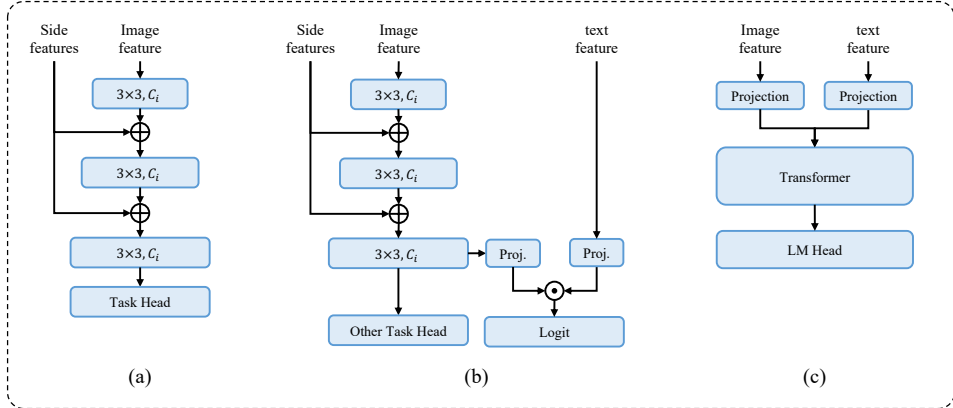 Side
features
Image
feature
3×3, C_i
3×3, C_i
3×3, C_i
Task Head
(a)
Side
features
Image
feature
text
feature
3×3, C_i
3×3, C_i
3×3, C_i
Proj.
Proj.
Other Task Head
Logit
(b)
Image
feature
text
feature
Projection
Projection
Transformer
LM Head
(c)